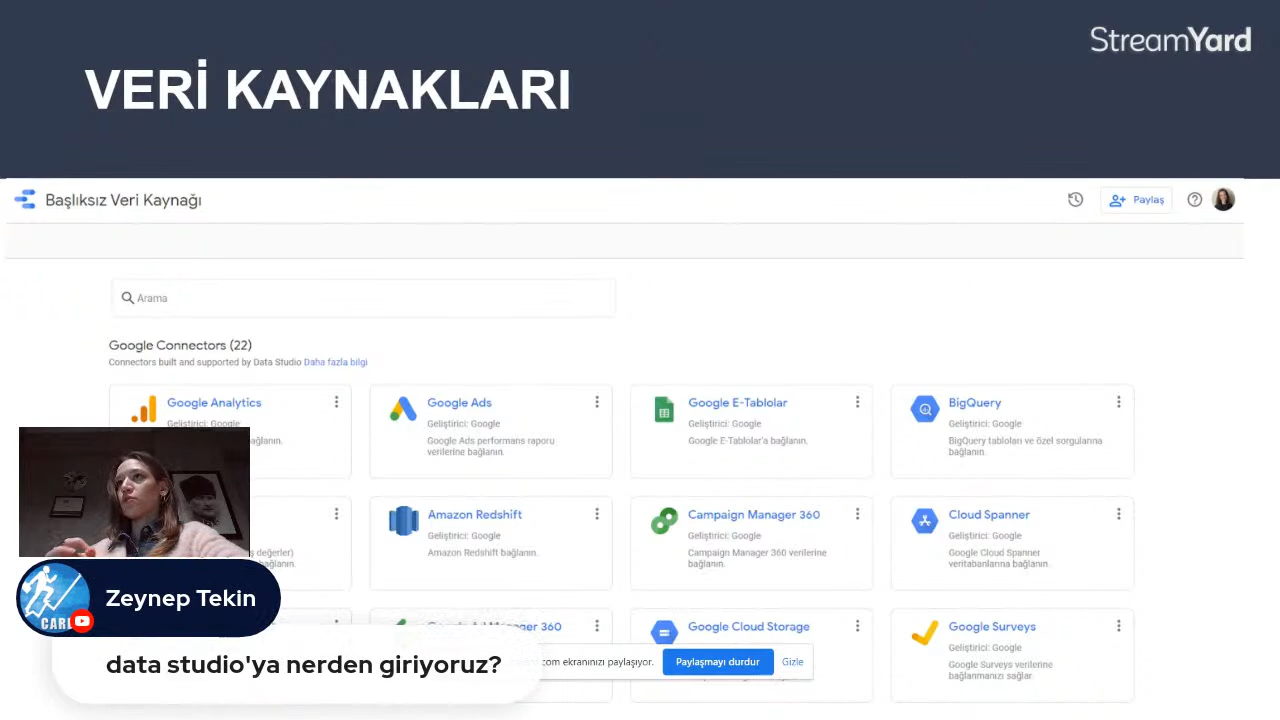 StreamYard
VERİ KAYNAKLARI
Başlıksız Veri Kaynağı
Paylaş
Arama
Google Connectors (22)
Connectors built and supported by Data Studio Daha fazla bilgi
Google Analytics
Geliştirici: Google
bağlanın.
Google Ads
Geliştirici: Google
Google Ads performans raporu
verilerine bağlanın.
Google E-Tablolar
Geliştirici: Google
Google E-Tablolar'a bağlanın.
BigQuery
Geliştirici: Google
BigQuery tabloları ve özel sorgularına
bağlanın.
değerler)
bağlanın.
Amazon Redshift
Geliştirici: Google
Amazon Redshift bağlanın.
Campaign Manager 360
Geliştirici: Google
Campaign Manager 360 verilerine
bağlanın.
Cloud Spanner
Geliştirici: Google
Google Cloud Spanner
veritabanlarına bağlanın.
Google Ad Manager 360
Google Cloud Storage
Google Surveys
Geliştirici: Google
Google Surveys verilerine
bağlanmanızı sağlar.
com ekranınızı paylaşıyor.
Paylaşmayı durdur
Gizle
CARL
Zeynep Tekin
data studio'ya nerden giriyoruz?